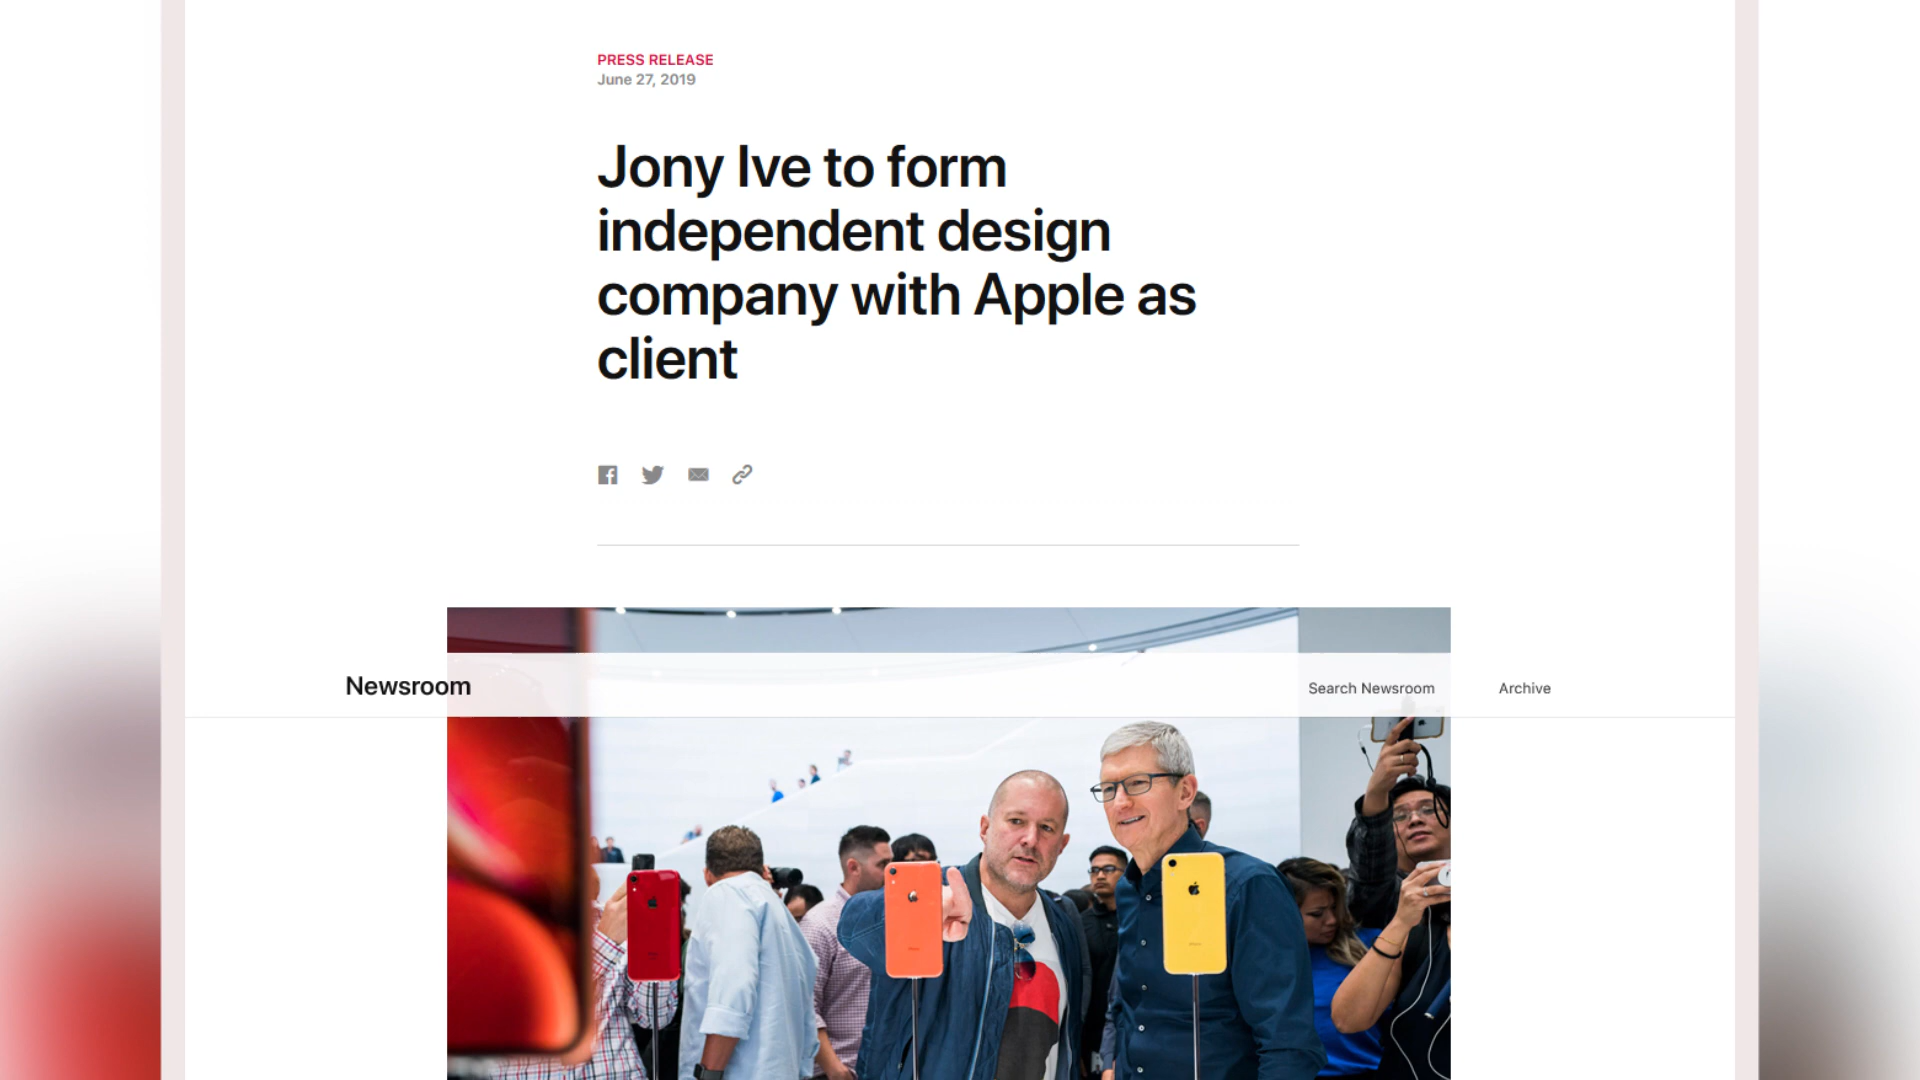 PRESS RELEASE
June 27, 2019
Jony Ive to form
independent design
company with Apple as
client
Newsroom
Search Newsroom
Archive